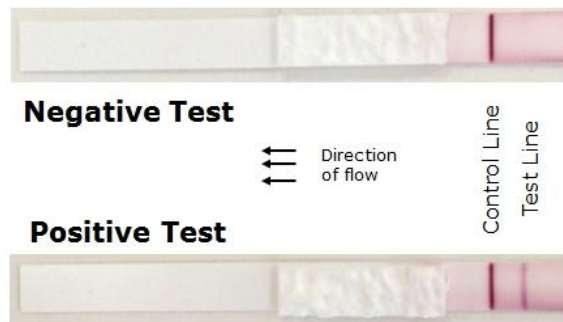 Negative Test
Direction
of flow
Control Line
Test Line
Positive Test